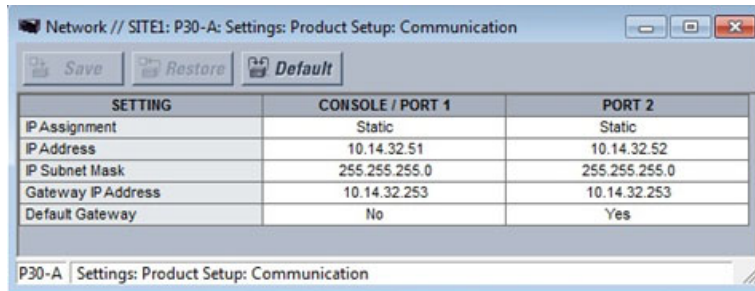 Network // SITE1: P30-A: Settings: Product Setup: Communication
Save Restore Default
SETTING CONSOLE / PORT 1 PORT 2
IP Assignment Static Static
IP Address 10.14.32.51 10.14.32.52
IP Subnet Mask 255.255.255.0 255.255.255.0
Gateway IP Address 10.14.32.253 10.14.32.253
Default Gateway No Yes
P30-A Settings: Product Setup: Communication